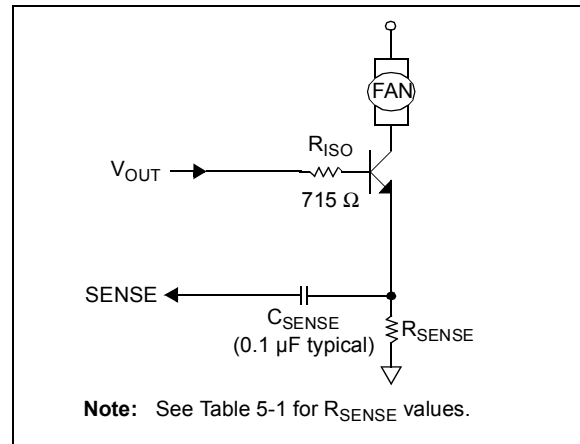 FAN
R_ISO
V_OUT
715 Ω
SENSE
C_SENSE
R_SENSE
(0.1 µF typical)
Note: See Table 5-1 for R_SENSE values.